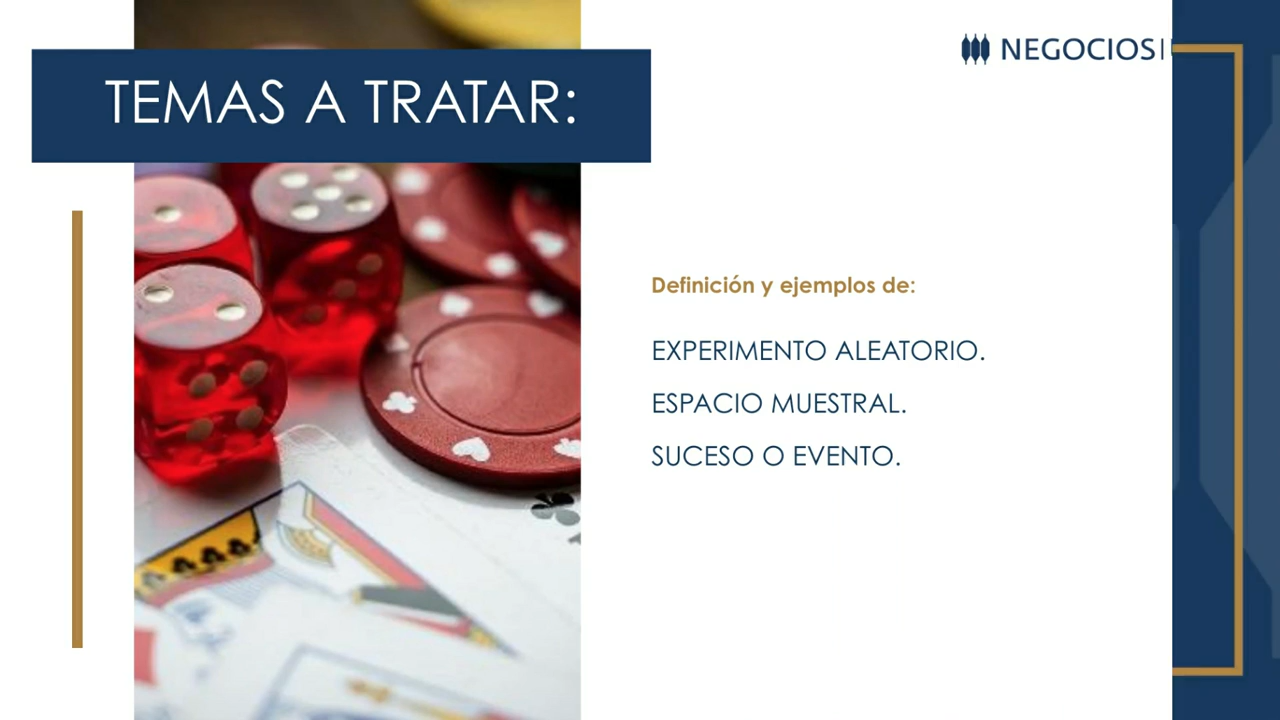 TEMAS A TRATAR:
NEGOCIOS
Definición y ejemplos de:
EXPERIMENTO ALEATORIO.
ESPACIO MUESTRAL.
SUCESO O EVENTO.